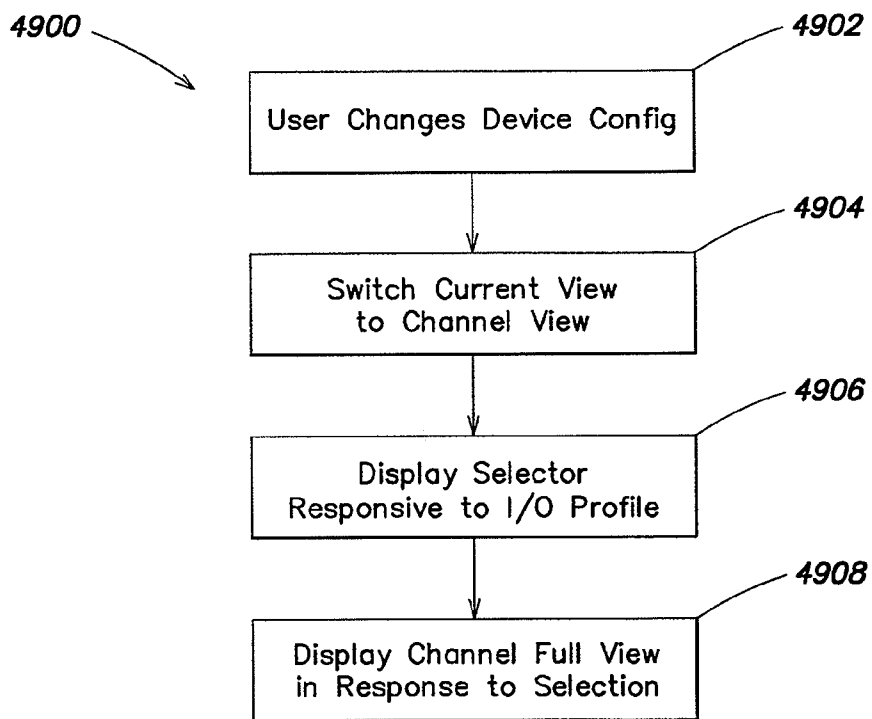 4900
4902
User Changes Device Config
4904
Switch Current View
to Channel View
4906
Display Selector
Responsive to I/O Profile
4908
Display Channel Full View
in Response to Selection